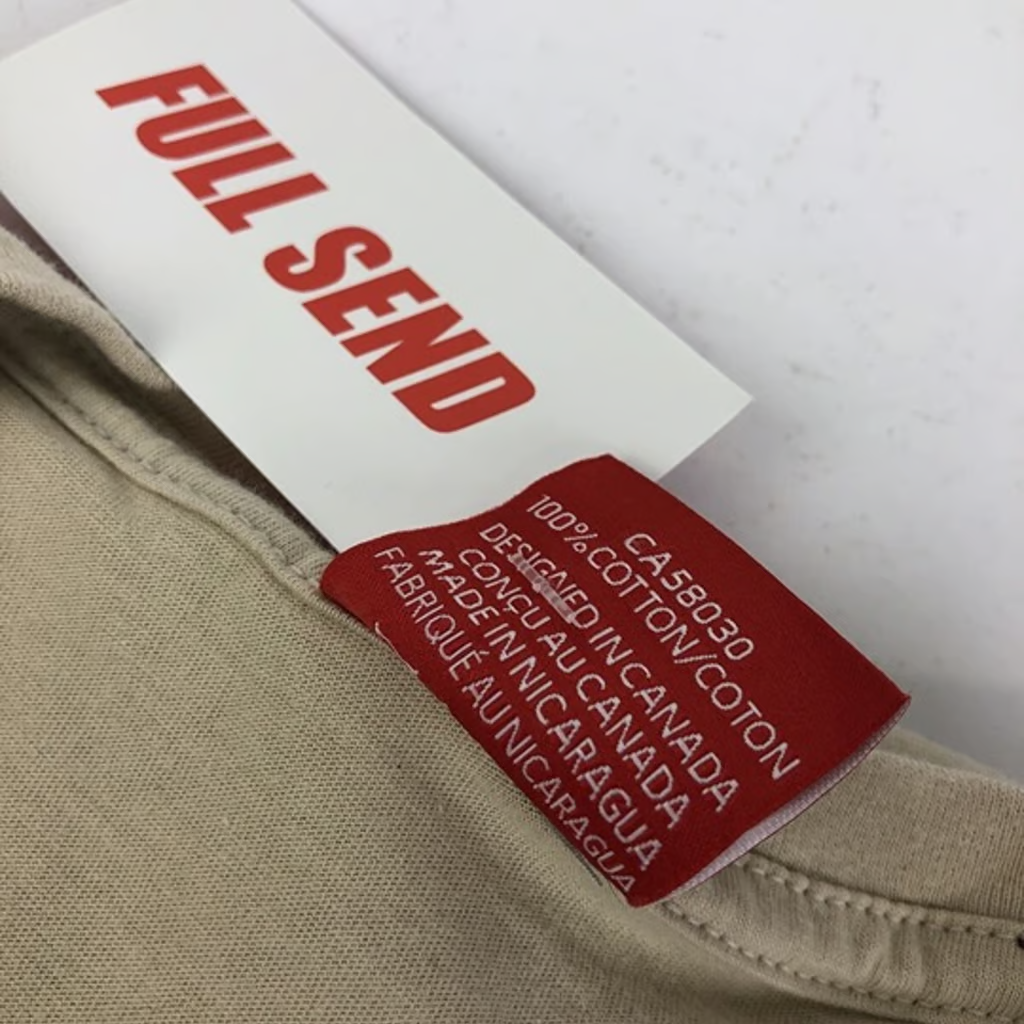 FULL SEND
CA58030
100% COTTON/COTON
DESIGNED IN CANADA
CONÇU AU CANADA
MADE IN NICARAGUA
FABRIQUÉ AU NICARAGUA